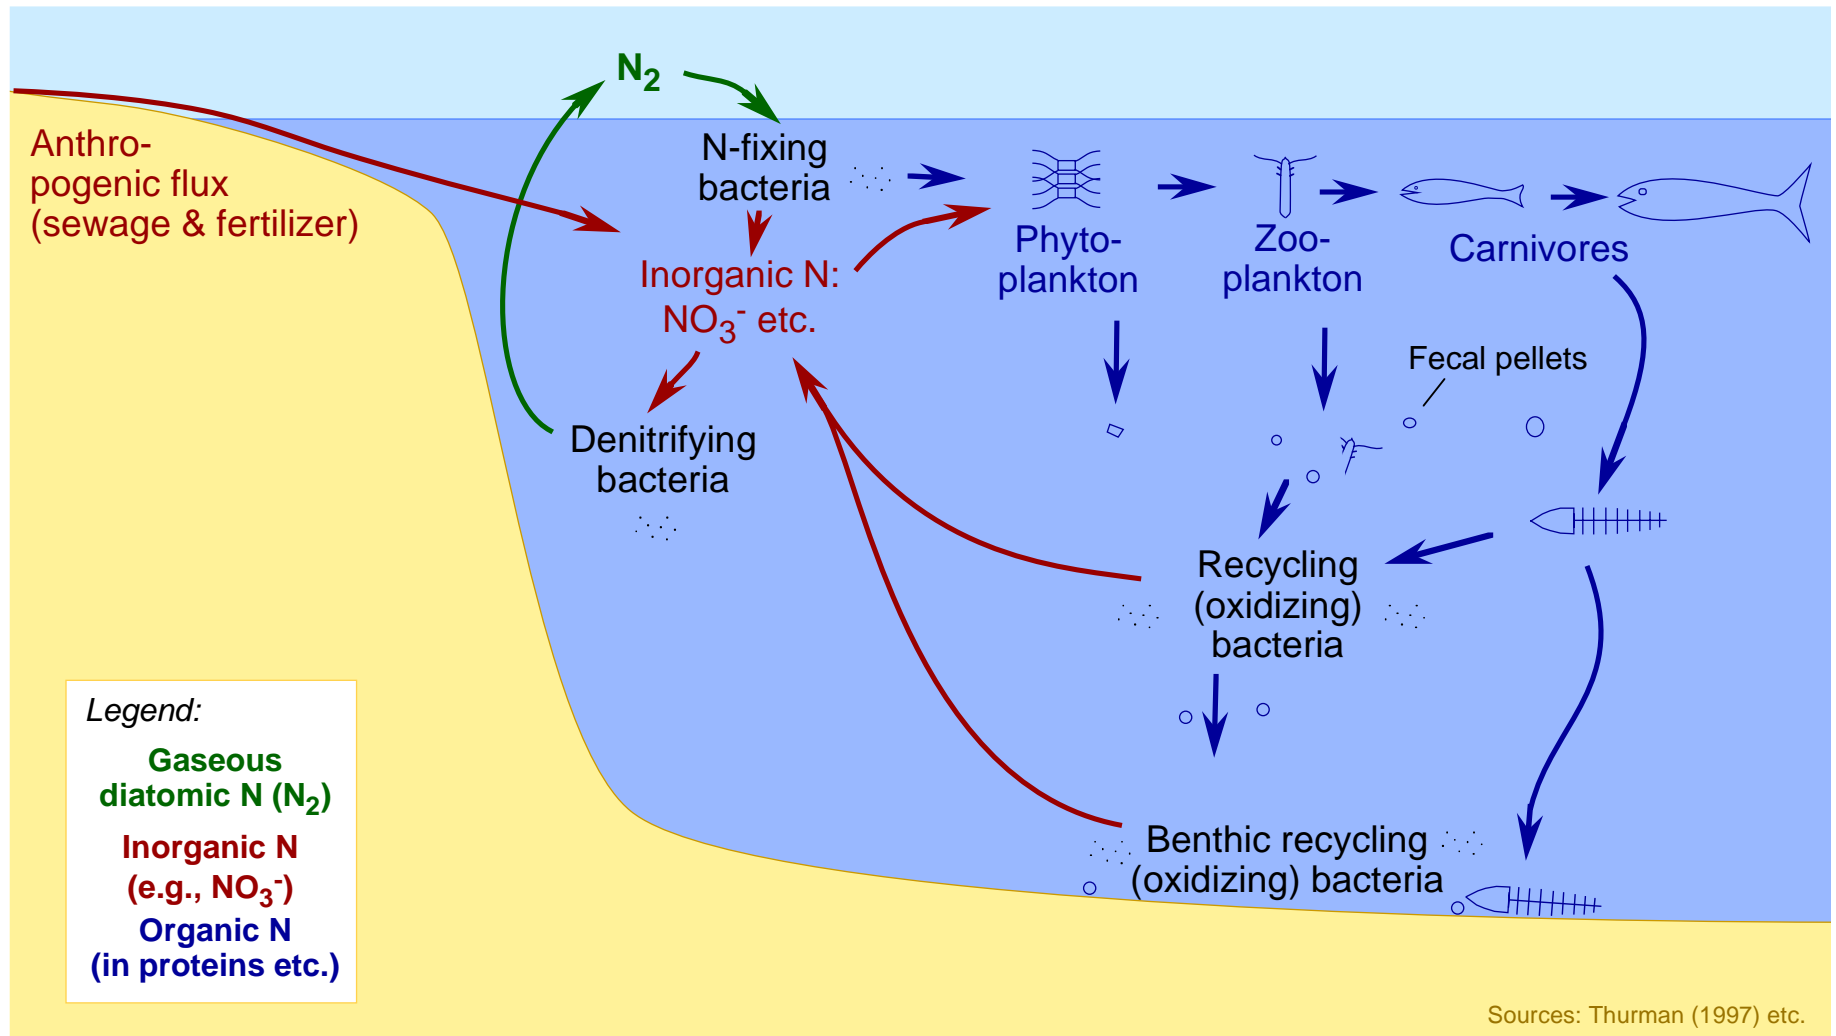 N₂
Anthro-
pogenic flux
(sewage & fertilizer)
N-fixing
bacteria
Inorganic N:
NO₃⁻ etc.
Denitrifying
bacteria
Phyto-
plankton
Zoo-
plankton
Carnivores
Fecal pellets
Recycling
(oxidizing)
bacteria
Benthic recycling
(oxidizing) bacteria
Legend:
Gaseous
diatomic N (N₂)
Inorganic N
(e.g., NO₃⁻)
Organic N
(in proteins etc.)
Sources: Thurman (1997) etc.